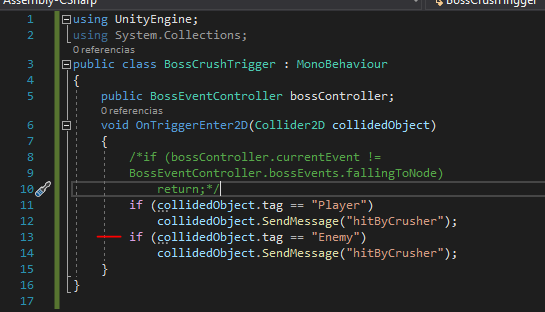 Assembly-CSharp
BossCrushTrigger
1 using UnityEngine;
2 using System.Collections;
0 referencias
3 public class BossCrushTrigger : MonoBehaviour
4 {
5 public BossEventController bossController;
0 referencias
6 void OnTriggerEnter2D(Collider2D collidedObject)
7 {
8 /*if (bossController.currentEvent !=
9 BossEventController.bossEvents.fallingToNode)
10 return;*/
11 if (collidedObject.tag == "Player")
12 collidedObject.SendMessage("hitByCrusher");
13 if (collidedObject.tag == "Enemy")
14 collidedObject.SendMessage("hitByCrusher");
15 }
16 }
17